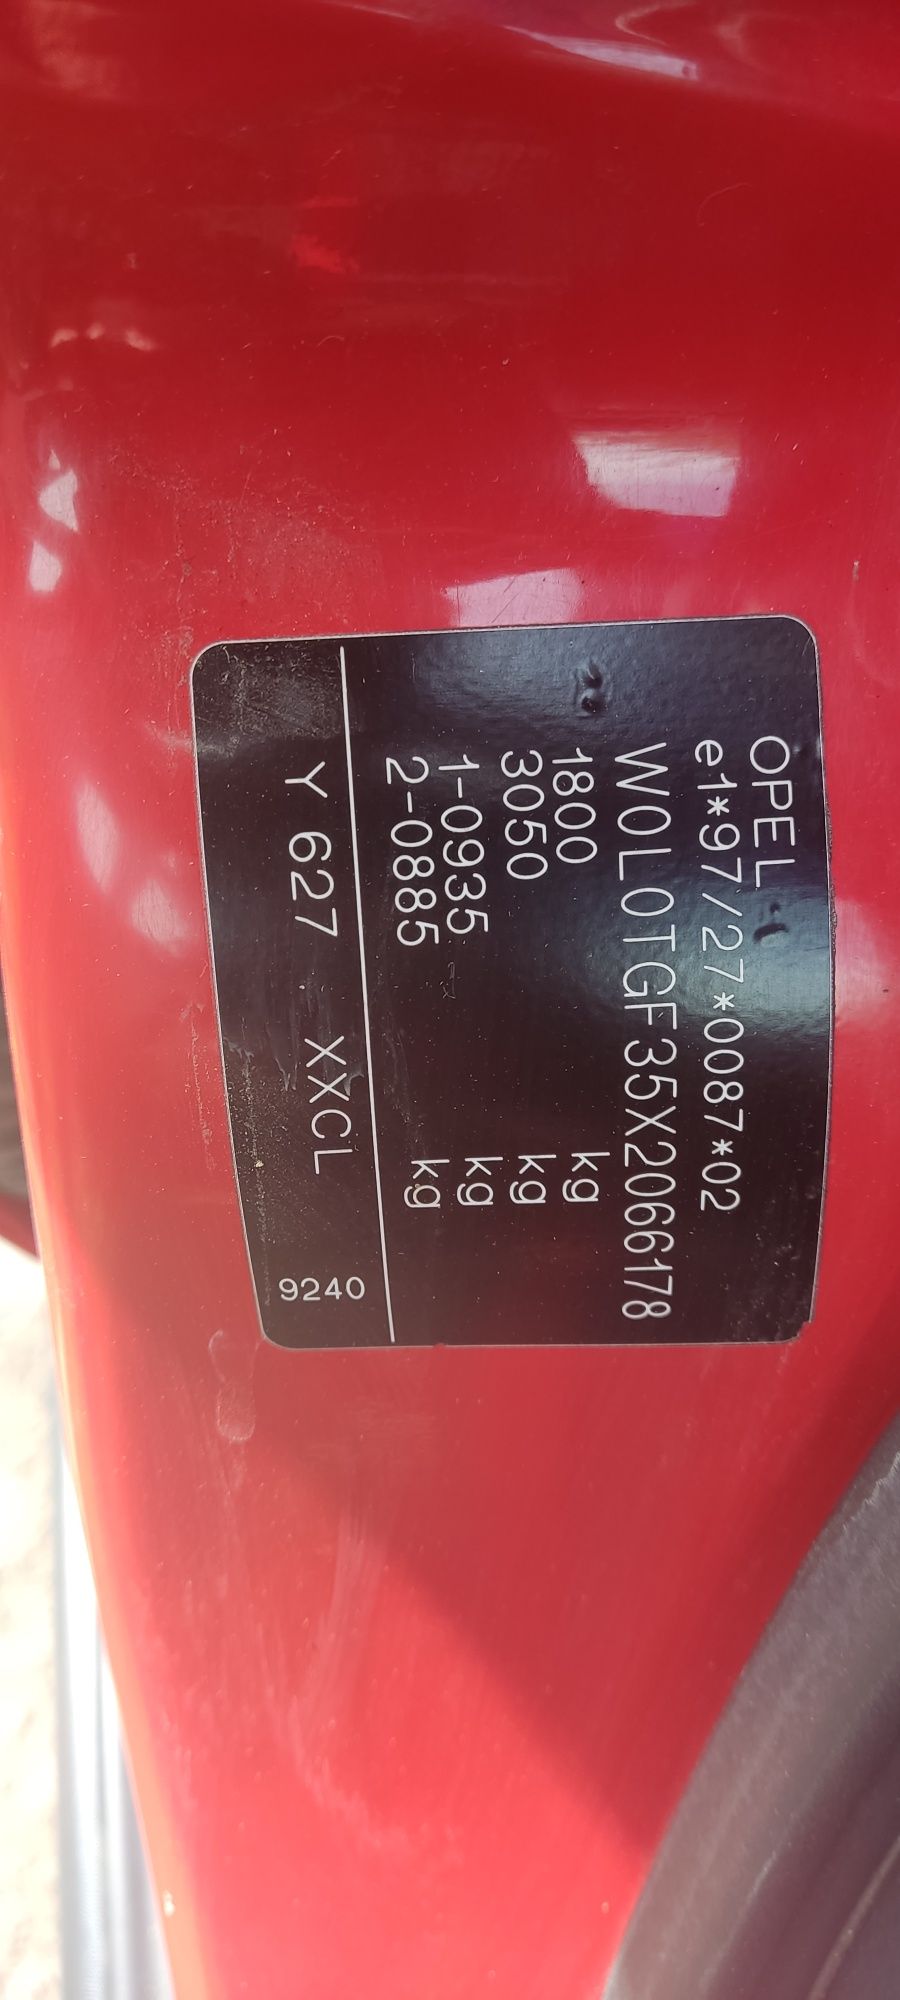 OPEL
e1*97/27*0087*02
W0L0TGF35X2066178
1800 kg
3050 kg
1-0935 kg
2-0885 kg
Y 627 XXCL 9240